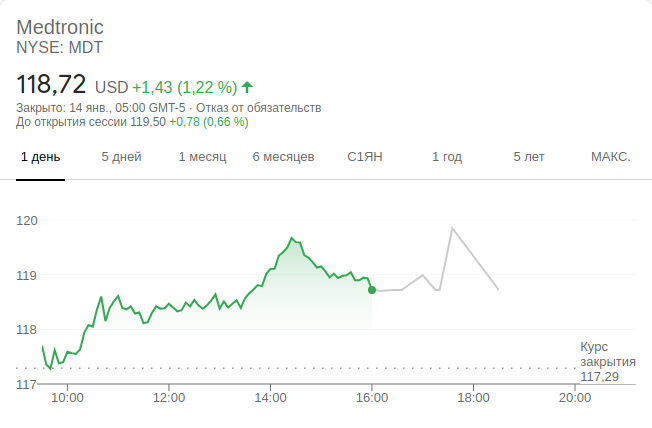 Medtronic
NYSE: MDT
118,72 USD +1,43 (1,22 %)
Закрыто: 14 янв., 05:00 GMT-5 · Отказ от обязательств
До открытия сессии 119,50 +0,78 (0,66 %)
1 день 5 дней 1 месяц 6 месяцев С1ЯН 1 год 5 лет МАКС.
120
119
118
Курс
закрытия
117,29
117
10:00 12:00 14:00 16:00 18:00 20:00